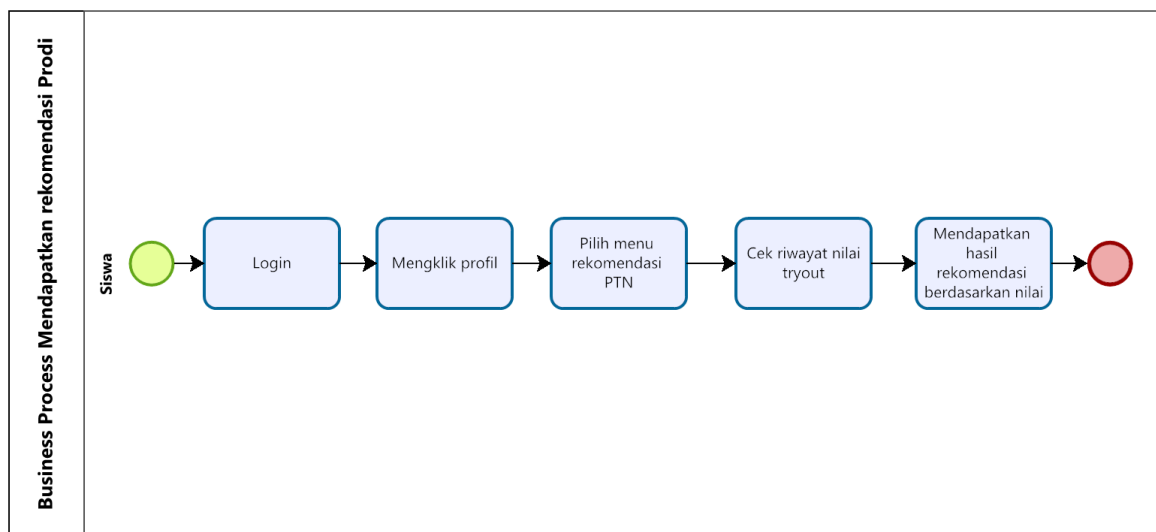 Business Process Mendapatkan rekomendasi Prodi
Siswa
Login
Mengklik profil
Pilih menu
rekomendasi
PTN
Cek riwayat nilai
tryout
Mendapatkan
hasil
rekomendasi
berdasarkan nilai